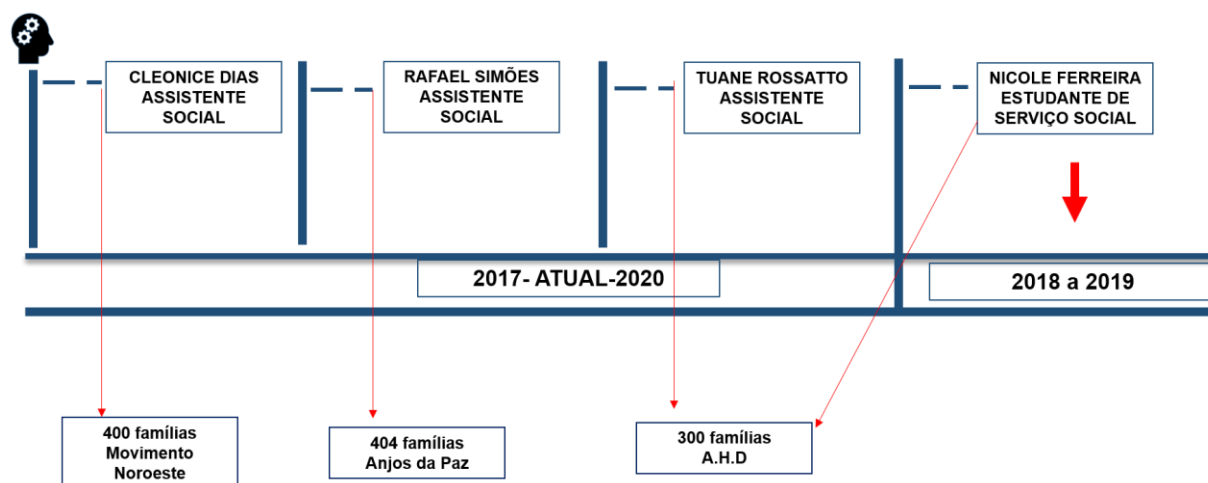 CLEONICE DIAS
ASSISTENTE
SOCIAL
RAFAEL SIMÕES
ASSISTENTE
SOCIAL
TUANE ROSSATTO
ASSISTENTE
SOCIAL
NICOLE FERREIRA
ESTUDANTE DE
SERVIÇO SOCIAL
2017- ATUAL-2020
2018 a 2019
400 famílias
Movimento
Noroeste
404 famílias
Anjos da Paz
300 famílias
A.H.D